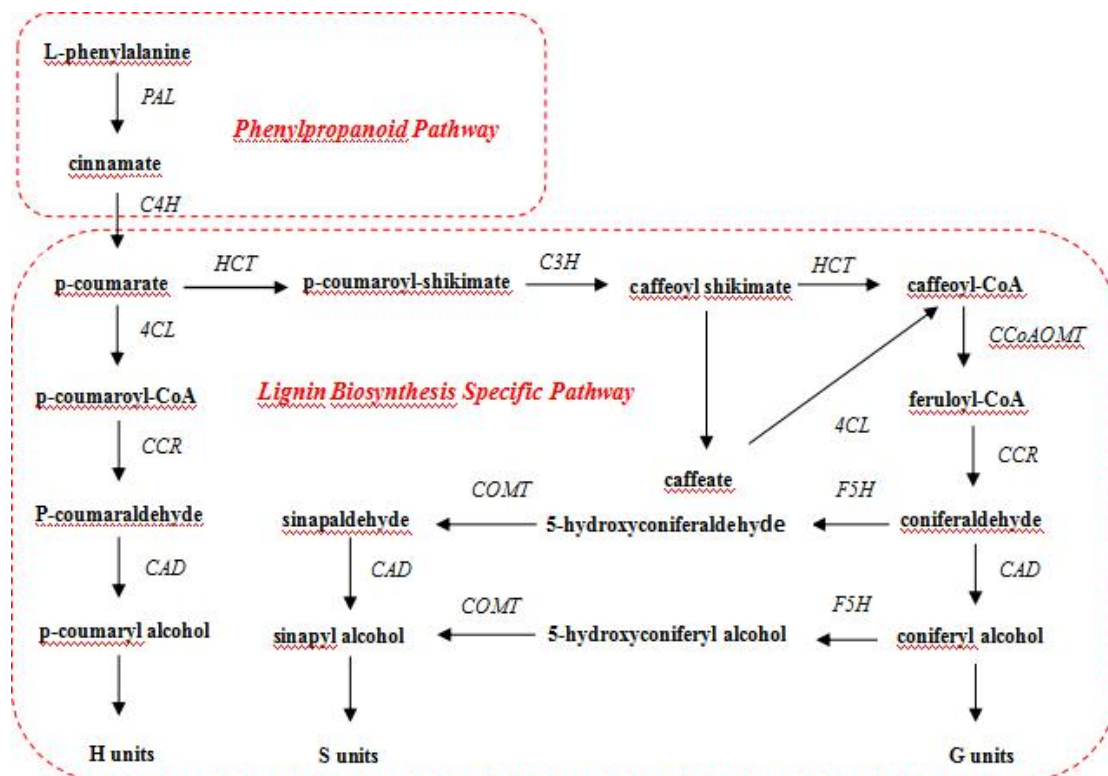 L-phenylalanine
PAL
Phenylpropanoid Pathway
cinnamate
C4H
p-coumarate
HCT
p-coumaroyl-shikimate
C3H
caffeoyl shikimate
HCT
caffeoyl-CoA
4CL
CCoAOMT
p-coumaroyl-CoA
Lignin Biosynthesis Specific Pathway
feruloyl-CoA
CCR
4CL
CCR
caffeate
P-coumaraldehyde
sinapaldehyde
COMT
5-hydroxyconiferaldehyde
F5H
coniferaldehyde
CAD
CAD
CAD
p-coumaryl alcohol
sinapyl alcohol
COMT
5-hydroxyconiferyl alcohol
F5H
coniferyl alcohol
H units
S units
G units